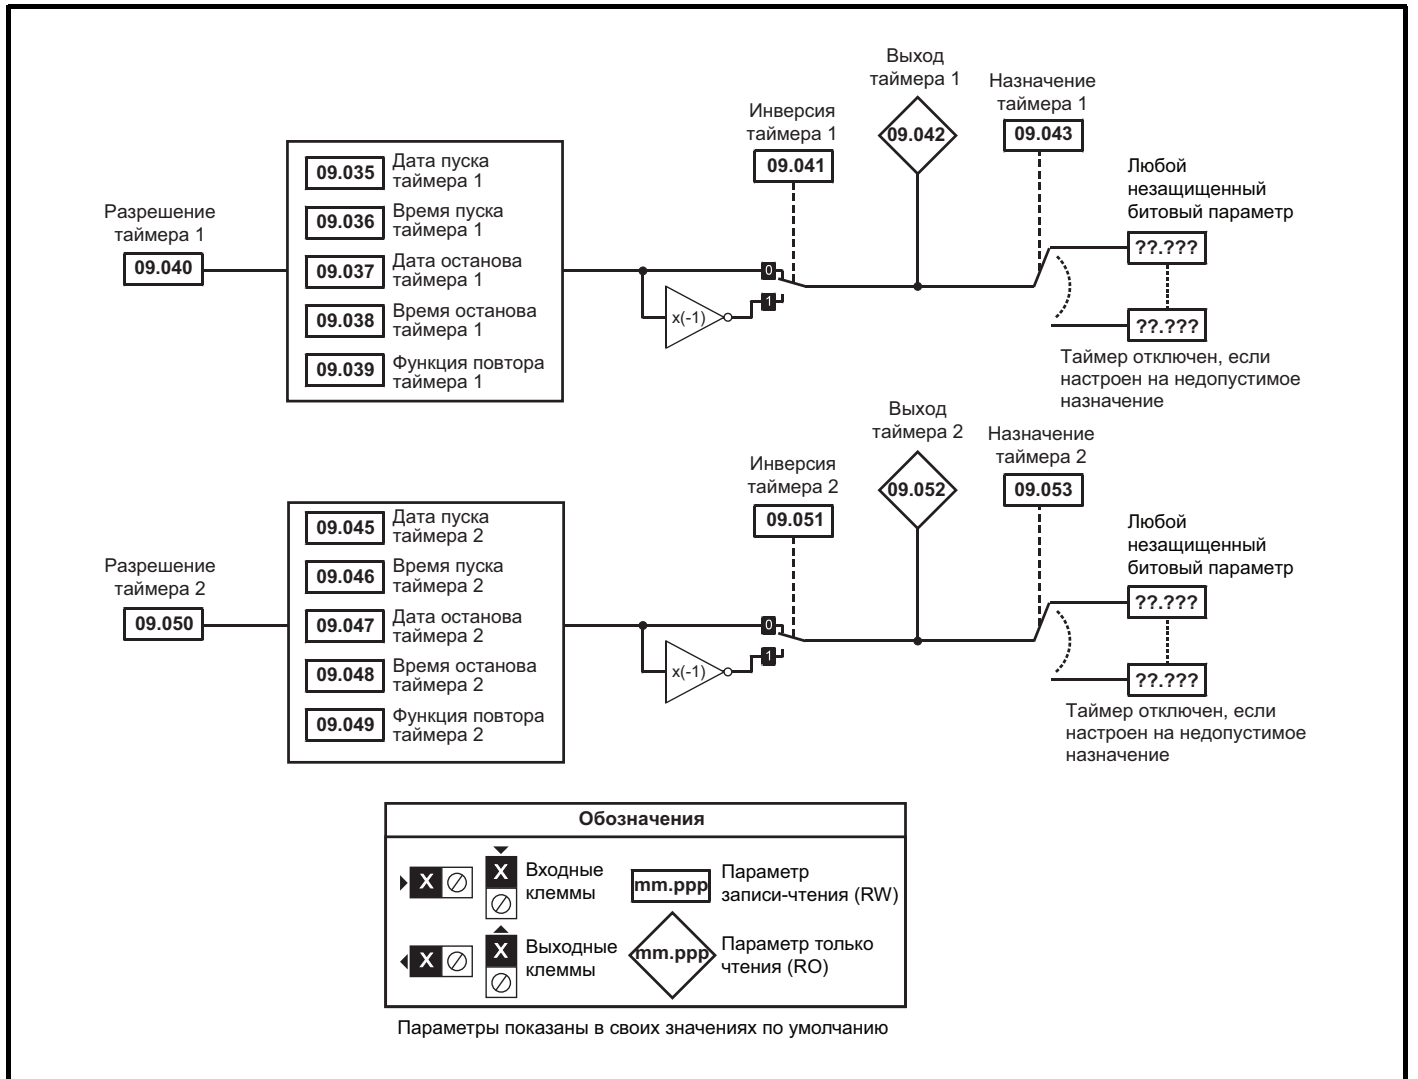 Выход
таймера 1
Назначение
таймера 1
Инверсия
таймера 1
09.041
09.042
09.043
Любой
незащищенный
битовый параметр
??.???
??.???
Таймер отключен, если
настроен на недопустимое
назначение
Разрешение
таймера 1
09.040
09.035
Дата пуска
таймера 1
09.036
Время пуска
таймера 1
09.037
Дата останова
таймера 1
09.038
Время останова
таймера 1
09.039
Функция повтора
таймера 1
0
1
x(-1)
Выход
таймера 2
Назначение
таймера 2
Инверсия
таймера 2
09.051
09.052
09.053
Любой
незащищенный
битовый параметр
??.???
??.???
Таймер отключен, если
настроен на недопустимое
назначение
Разрешение
таймера 2
09.050
09.045
Дата пуска
таймера 2
09.046
Время пуска
таймера 2
09.047
Дата останова
таймера 2
09.048
Время останова
таймера 2
09.049
Функция повтора
таймера 2
0
1
x(-1)
Обозначения
X
X
Входные
клеммы
mm.ppp
Параметр
записи-чтения (RW)
X
X
Выходные
клеммы
mm.ppp
Параметр только
чтения (RO)
Параметры показаны в своих значениях по умолчанию